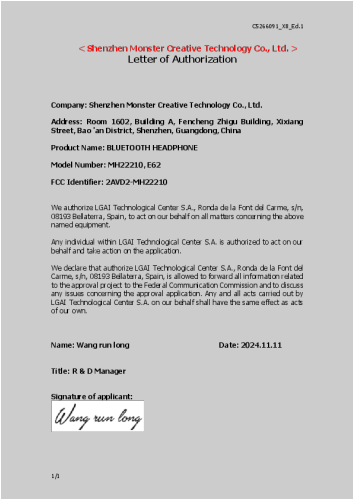 CS266091_X8_Ed.1
< Shenzhen Monster Creative Technology Co., Ltd. >
Letter of Authorization
Company: Shenzhen Monster Creative Technology Co., Ltd.
Address: Room 1602, Building A, Fencheng Zhigu Building, Xixiang
Street, Bao 'an District, Shenzhen, Guangdong, China
Product Name: BLUETOOTH HEADPHONE
Model Number: MH22210, E62
FCC Identifier: 2AVD2-MH22210
We authorize LGAI Technological Center S.A., Ronda de la Font del Carme, s/n,
08193 Bellaterra, Spain, to act on our behalf on all matters concerning the above
named equipment.
Any individual within LGAI Technological Center S.A. is authorized to act on our
behalf and take action on the application.
We declare that authorize LGAI Technological Center S.A., Ronda de la Font del
Carme, s/n, 08193 Bellaterra, Spain, is allowed to forward all information related
to the approval project to the Federal Communication Commission and to discuss
any issues concerning the approval application. Any and all acts carried out by
LGAI Technological Center S.A. on our behalf shall have the same effect as acts
of our own.
Name: Wang run long Date: 2024.11.11
Title: R & D Manager
Signature of applicant:
Wang run long
1/1